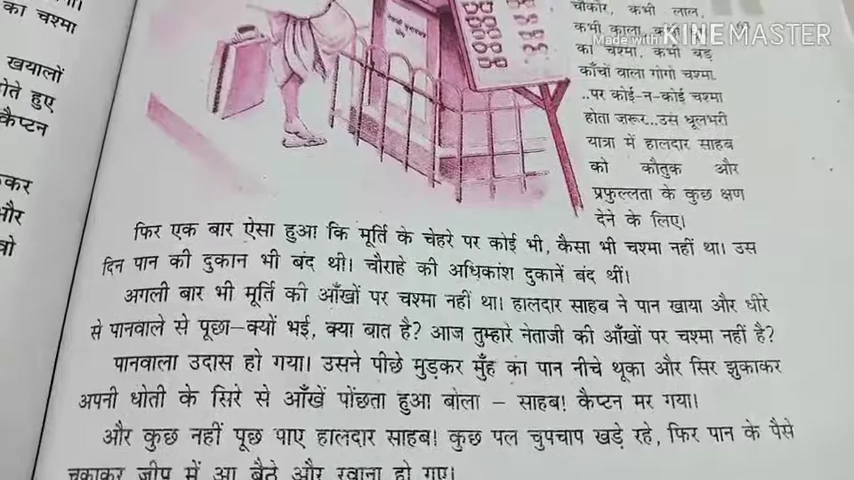 का चश्मा
खयालों
होते हुए
कैप्टन
और
चौकोर, कभी लाल,
कभी काला,
का चश्मा, कभी बड़े
काँचों वाला गोगो चश्मा
..पर कोई-न-कोई चश्मा
होता ज़रूर...उस धूलभरी
यात्रा में हालदार साहब
को कौतुक और
प्रफुल्लता के कुछ क्षण
देने के लिए।
Made with KINEMASTER
फिर एक बार ऐसा हुआ कि मूर्ति के चेहरे पर कोई भी, कैसा भी चश्मा नहीं था। उस
दिन पान की दुकान भी बंद थी। चौराहे की अधिकांश दुकानें बंद थीं।
अगली बार भी मूर्ति की आँखों पर चश्मा नहीं था। हालदार साहब ने पान खाया और धीरे
से पानवाले से पूछा–क्यों भई, क्या बात है? आज तुम्हारे नेताजी की आँखों पर चश्मा नहीं है?
पानवाला उदास हो गया। उसने पीछे मुड़कर मुँह का पान नीचे थूका और सिर झुकाकर
अपनी धोती के सिरे से आँखें पोंछता हुआ बोला – साहब! कैप्टन मर गया।
और कुछ नहीं पूछ पाए हालदार साहब! कुछ पल चुपचाप खड़े रहे, फिर पान के पैसे
चुकाकर जीप में आ बैठे और रवाना हो गए।